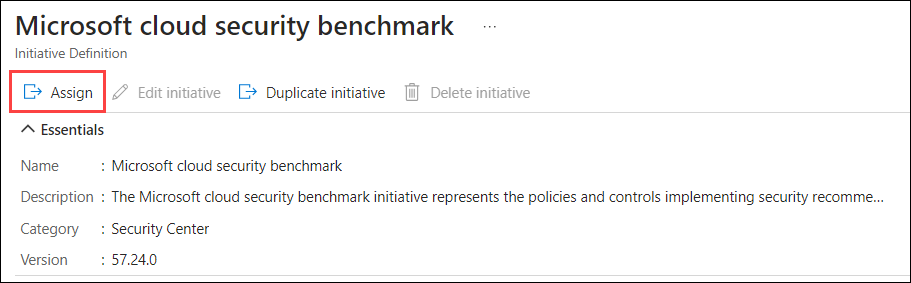 Microsoft cloud security benchmark ...
Initiative Definition
Assign Edit initiative Duplicate initiative Delete initiative
Essentials
Name : Microsoft cloud security benchmark
Description : The Microsoft cloud security benchmark initiative represents the policies and controls implementing security recomme...
Category : Security Center
Version : 57.24.0